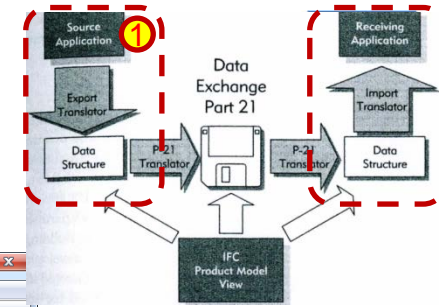 Source
Application
1
Receiving
Application
Data
Exchange
Part 21
Export
Translator
Import
Translator
Data
Structure
P-21
Translator
P-21
Translator
Data
Structure
IFC
Product Model
View
x